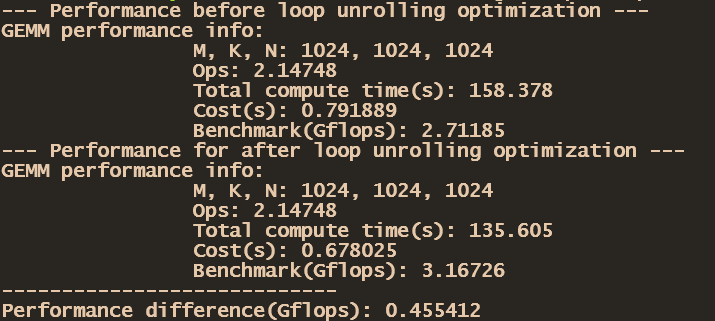 --- Performance before loop unrolling optimization ---
GEMM performance info:
M, K, N: 1024, 1024, 1024
Ops: 2.14748
Total compute time(s): 158.378
Cost(s): 0.791889
Benchmark(Gflops): 2.71185
--- Performance for after loop unrolling optimization ---
GEMM performance info:
M, K, N: 1024, 1024, 1024
Ops: 2.14748
Total compute time(s): 135.605
Cost(s): 0.678025
Benchmark(Gflops): 3.16726
----------------------------
Performance difference(Gflops): 0.455412